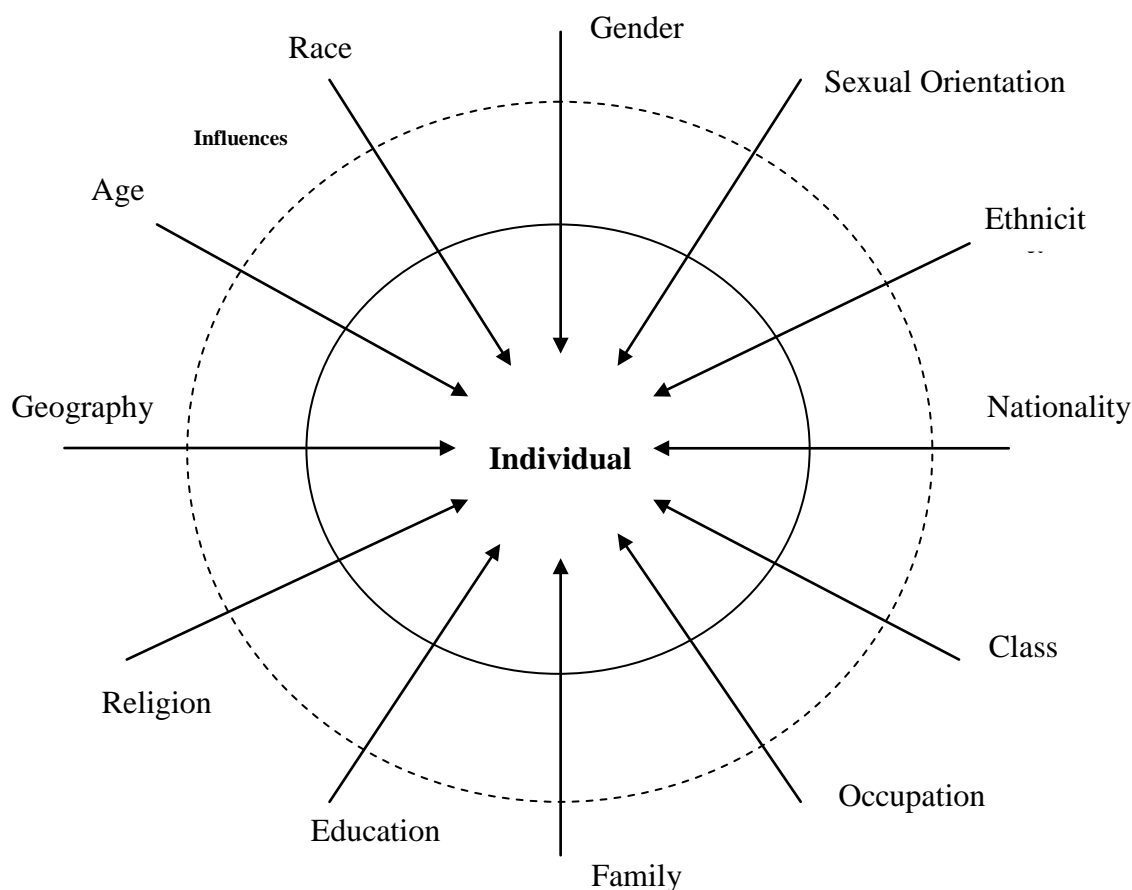 Gender
Race
Sexual Orientation
Influences
Age
Ethnicit
Geography
Nationality
Individual
Class
Religion
Occupation
Education
Family